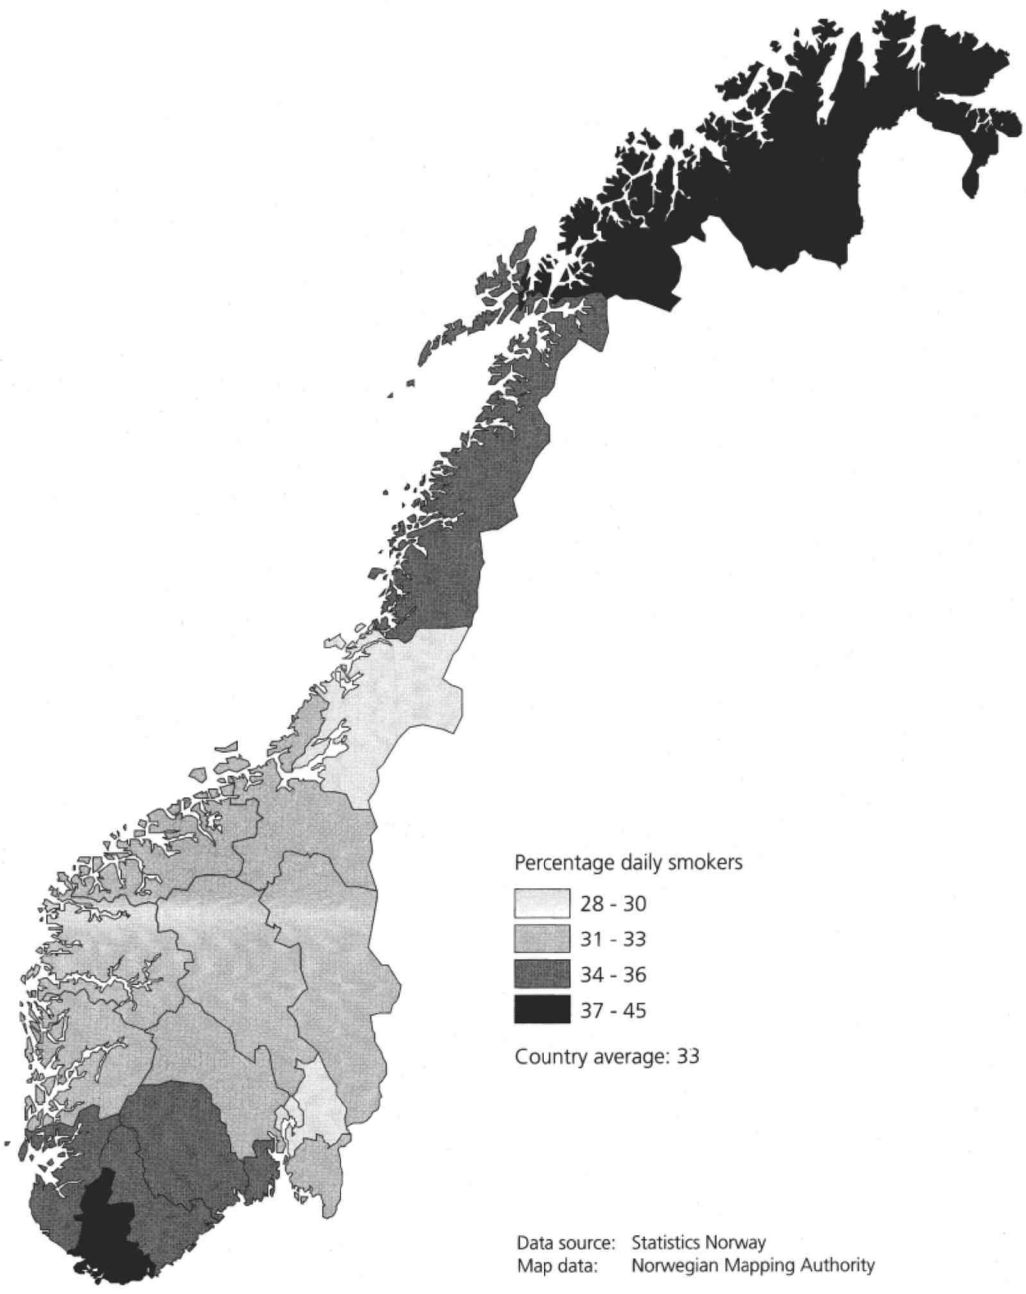 Percentage daily smokers
28 - 30
31 - 33
34 - 36
37 - 45
Country average: 33
Data source: Statistics Norway
Map data: Norwegian Mapping Authority